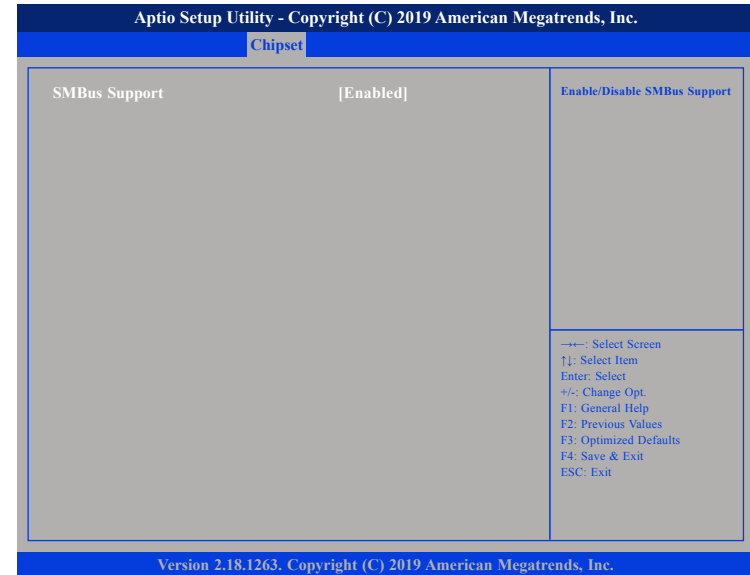 Aptio Setup Utility - Copyright (C) 2019 American Megatrends, Inc.
Chipset
SMBus Support [Enabled]
Enable/Disable SMBus Support
→←: Select Screen
↑↓: Select Item
Enter: Select
+/-: Change Opt.
F1: General Help
F2: Previous Values
F3: Optimized Defaults
F4: Save & Exit
ESC: Exit
Version 2.18.1263. Copyright (C) 2019 American Megatrends, Inc.